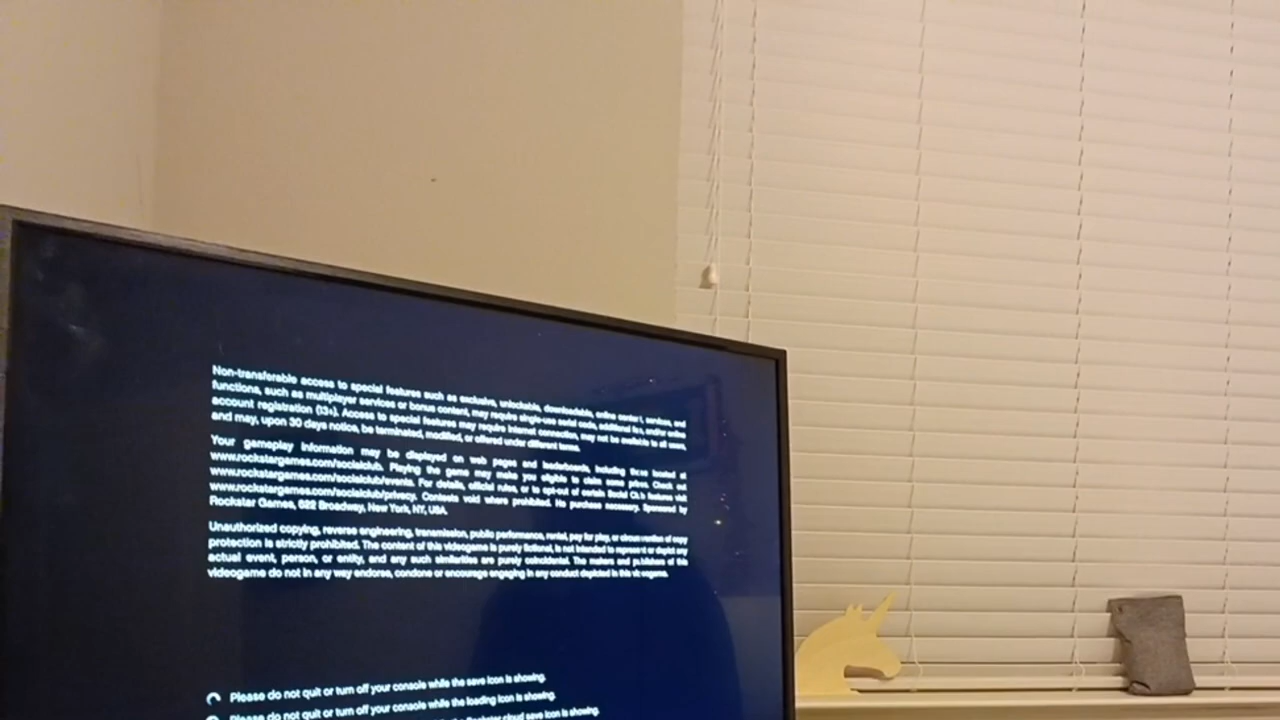 Non-transferable access to special features such as exclusive, unlockable, downloadable, online content, services, and
functions, such as multiplayer services or bonus content, may require single-use serial code, additional fee, and/or online
account registration (13+). Access to special features may require internet connection, may not be available to all users,
and may, upon 30 days notice, be terminated, modified, or offered under different terms.
Your gameplay information may be displayed on web pages and leaderboards, including those located at
www.rockstargames.com/socialclub. Playing the game may make you eligible to claim some prizes. Check out
www.rockstargames.com/socialclub/events. For details, official rules, or to opt-out of certain Social Club features visit
www.rockstargames.com/socialclub/privacy. Contests void where prohibited. No purchase necessary. Sponsored by
Rockstar Games, 622 Broadway, New York, NY, USA.
Unauthorized copying, reverse engineering, transmission, public performance, rental, pay for play, or circumvention of copy
protection is strictly prohibited. The content of this videogame is purely fictional, is not intended to represent or depict any
actual event, person, or entity, and any such similarities are purely coincidental. The makers and publishers of this
videogame do not in any way endorse, condone or encourage engaging in any conduct depicted in this videogame.
Please do not quit or turn off your console while the save icon is showing.
Please do not quit or turn off your console while the loading icon is showing.
cloud save icon is showing.